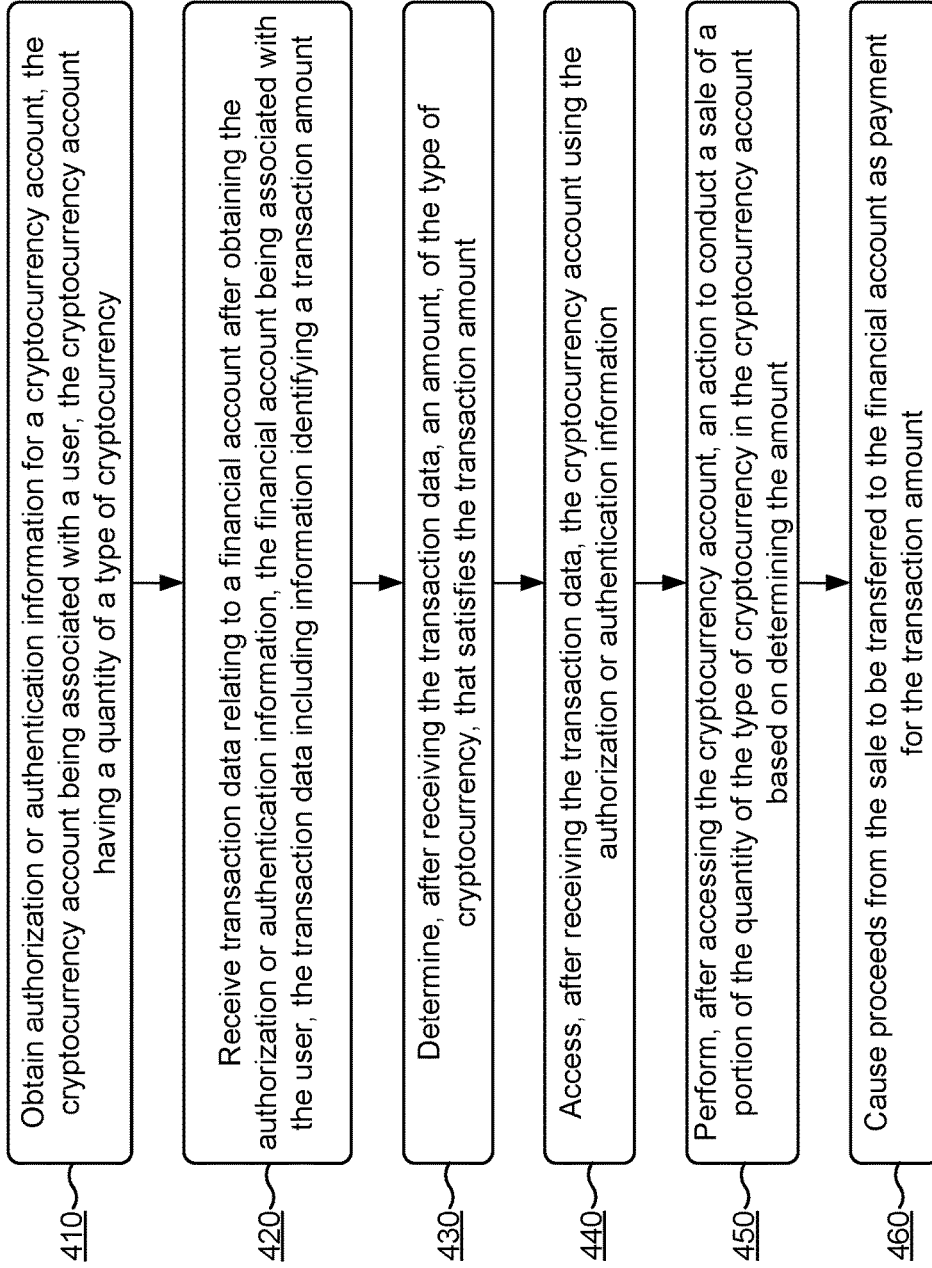 410
Obtain authorization or authentication information for a cryptocurrency account, the
cryptocurrency account being associated with a user, the cryptocurrency account
having a quantity of a type of cryptocurrency
420
Receive transaction data relating to a financial account after obtaining the
authorization or authentication information, the financial account being associated with
the user, the transaction data including information identifying a transaction amount
430
Determine, after receiving the transaction data, an amount, of the type of
cryptocurrency, that satisfies the transaction amount
440
Access, after receiving the transaction data, the cryptocurrency account using the
authorization or authentication information
450
Perform, after accessing the cryptocurrency account, an action to conduct a sale of a
portion of the quantity of the type of cryptocurrency in the cryptocurrency account
based on determining the amount
460
Cause proceeds from the sale to be transferred to the financial account as payment
for the transaction amount